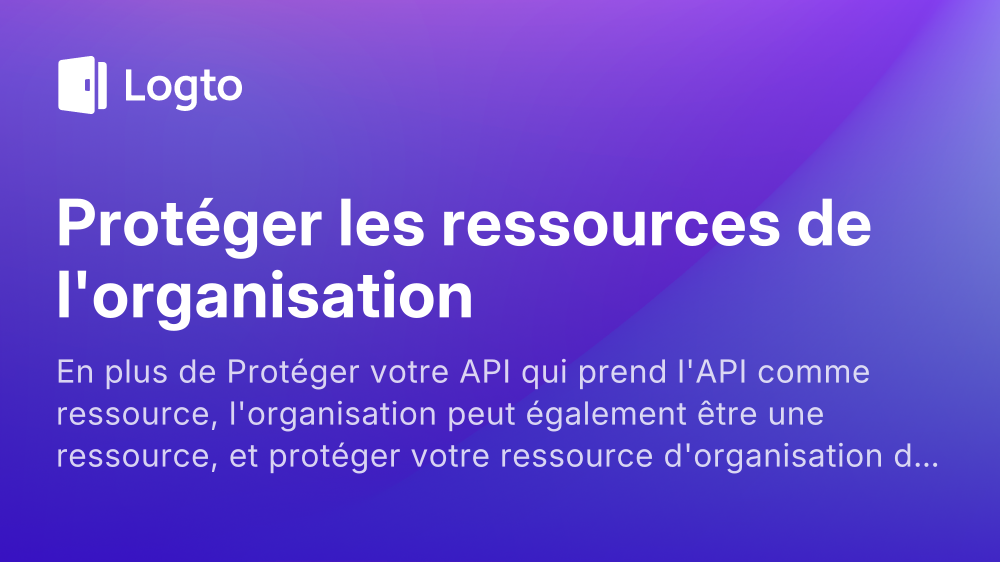 Logto
Protéger les ressources de
l'organisation
En plus de Protéger votre API qui prend l'API comme
ressource, l'organisation peut également être une
ressource, et protéger votre ressource d'organisation d...